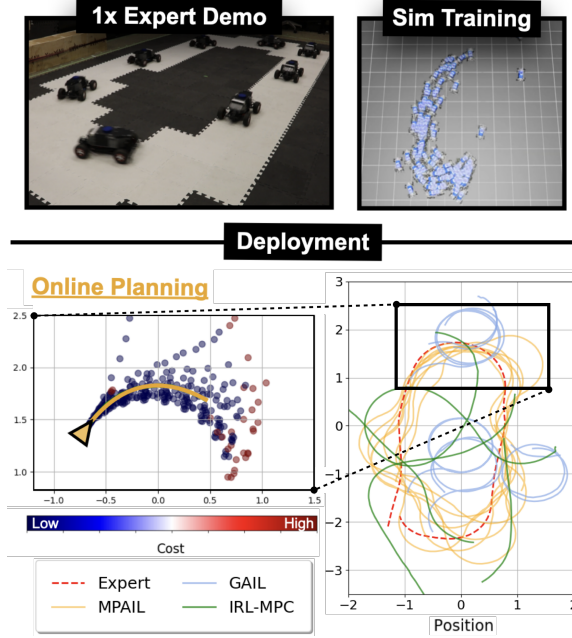 1x Expert Demo
Sim Training
Deployment
Online Planning
2.5
2.0
1.5
1.0
-1.0
-0.5
0.0
0.5
1.0
1.5
Low
High
Cost
3
2
1
0
−1
−2
−3
−2
−1
0
1
2
Position
Expert
GAIL
MPAIL
IRL-MPC